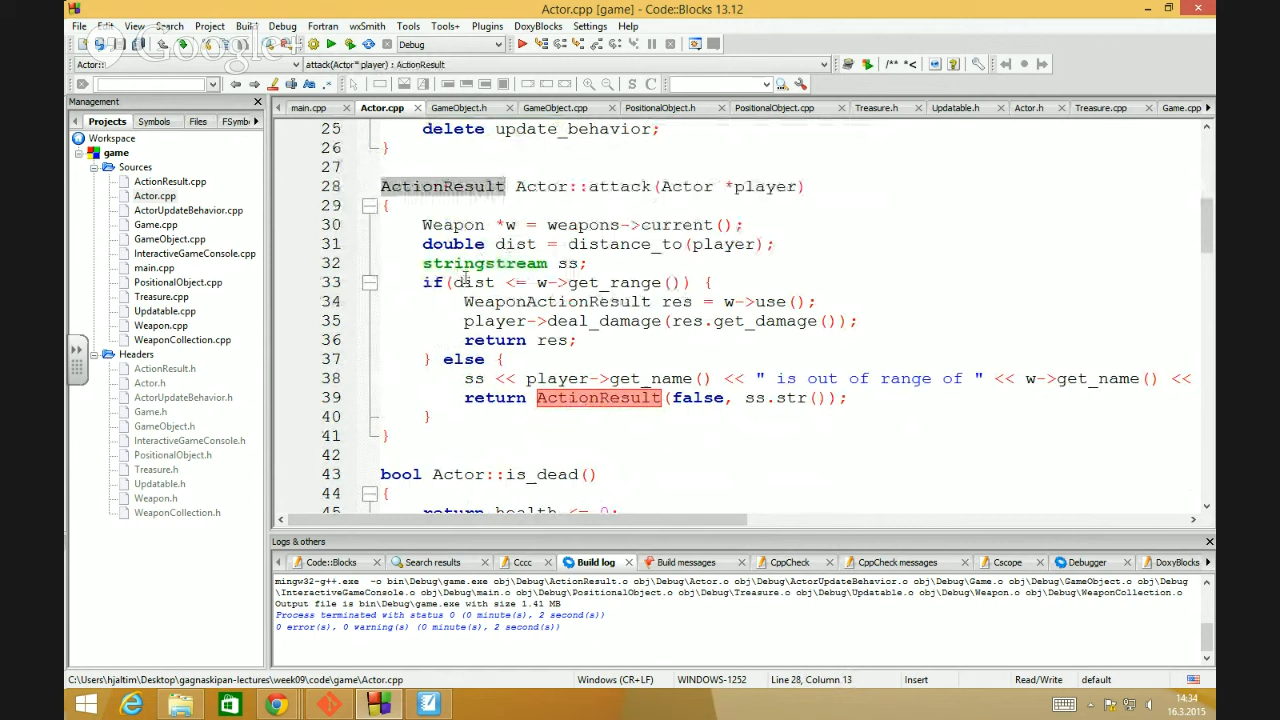 Actor.cpp [game] - Code::Blocks 13.12
File Edit View Search Project Build Debug Fortran wxSmith Tools Tools+ Plugins DoxyBlocks Settings Help
Google+
Debug
Actor:: attack(Actor* player) : ActionResult
/** *<
S C
Management
Projects Symbols Files FSymb
main.cpp Actor.cpp GameObject.h GameObject.cpp PositionalObject.h PositionalObject.cpp Treasure.h Updatable.h Actor.h Treasure.cpp Game.cpp
Workspace
game
Sources
ActionResult.cpp
Actor.cpp
ActorUpdateBehavior.cpp
Game.cpp
GameObject.cpp
InteractiveGameConsole.cpp
main.cpp
PositionalObject.cpp
Treasure.cpp
Updatable.cpp
Weapon.cpp
WeaponCollection.cpp
Headers
ActionResult.h
Actor.h
ActorUpdateBehavior.h
Game.h
GameObject.h
InteractiveGameConsole.h
PositionalObject.h
Treasure.h
Updatable.h
Weapon.h
WeaponCollection.h
25 delete update_behavior;
26 }
27
28 ActionResult Actor::attack(Actor *player)
29 {
30 Weapon *w = weapons->current();
31 double dist = distance_to(player);
32 stringstream ss;
33 if(dist <= w->get_range()) {
34 WeaponActionResult res = w->use();
35 player->deal_damage(res.get_damage());
36 return res;
37 } else {
38 ss << player->get_name() << " is out of range of " << w->get_name() <<
39 return ActionResult(false, ss.str());
40 }
41 }
42
43 bool Actor::is_dead()
44 {
45 return health <= 0;
Logs & others
Code::Blocks Search results Cccc Build log Build messages CppCheck CppCheck messages Cscope Debugger DoxyBlocks
mingw32-g++.exe -o bin\Debug\game.exe obj\Debug\ActionResult.o obj\Debug\Actor.o obj\Debug\ActorUpdateBehavior.o obj\Debug\Game.o obj\Debug\GameObject.o obj\Debug
\InteractiveGameConsole.o obj\Debug\main.o obj\Debug\PositionalObject.o obj\Debug\Treasure.o obj\Debug\Updatable.o obj\Debug\Weapon.o obj\Debug\WeaponCollection.o
Output file is bin\Debug\game.exe with size 1.41 MB
Process terminated with status 0 (0 minute(s), 2 second(s))
0 error(s), 0 warning(s) (0 minute(s), 2 second(s))
C:\Users\hjaltim\Desktop\gagnaskipan-lectures\week09\code\game\Actor.cpp Windows (CR+LF) WINDOWS-1252 Line 28, Column 13 Insert Read/Write default
14:34
16.3.2015